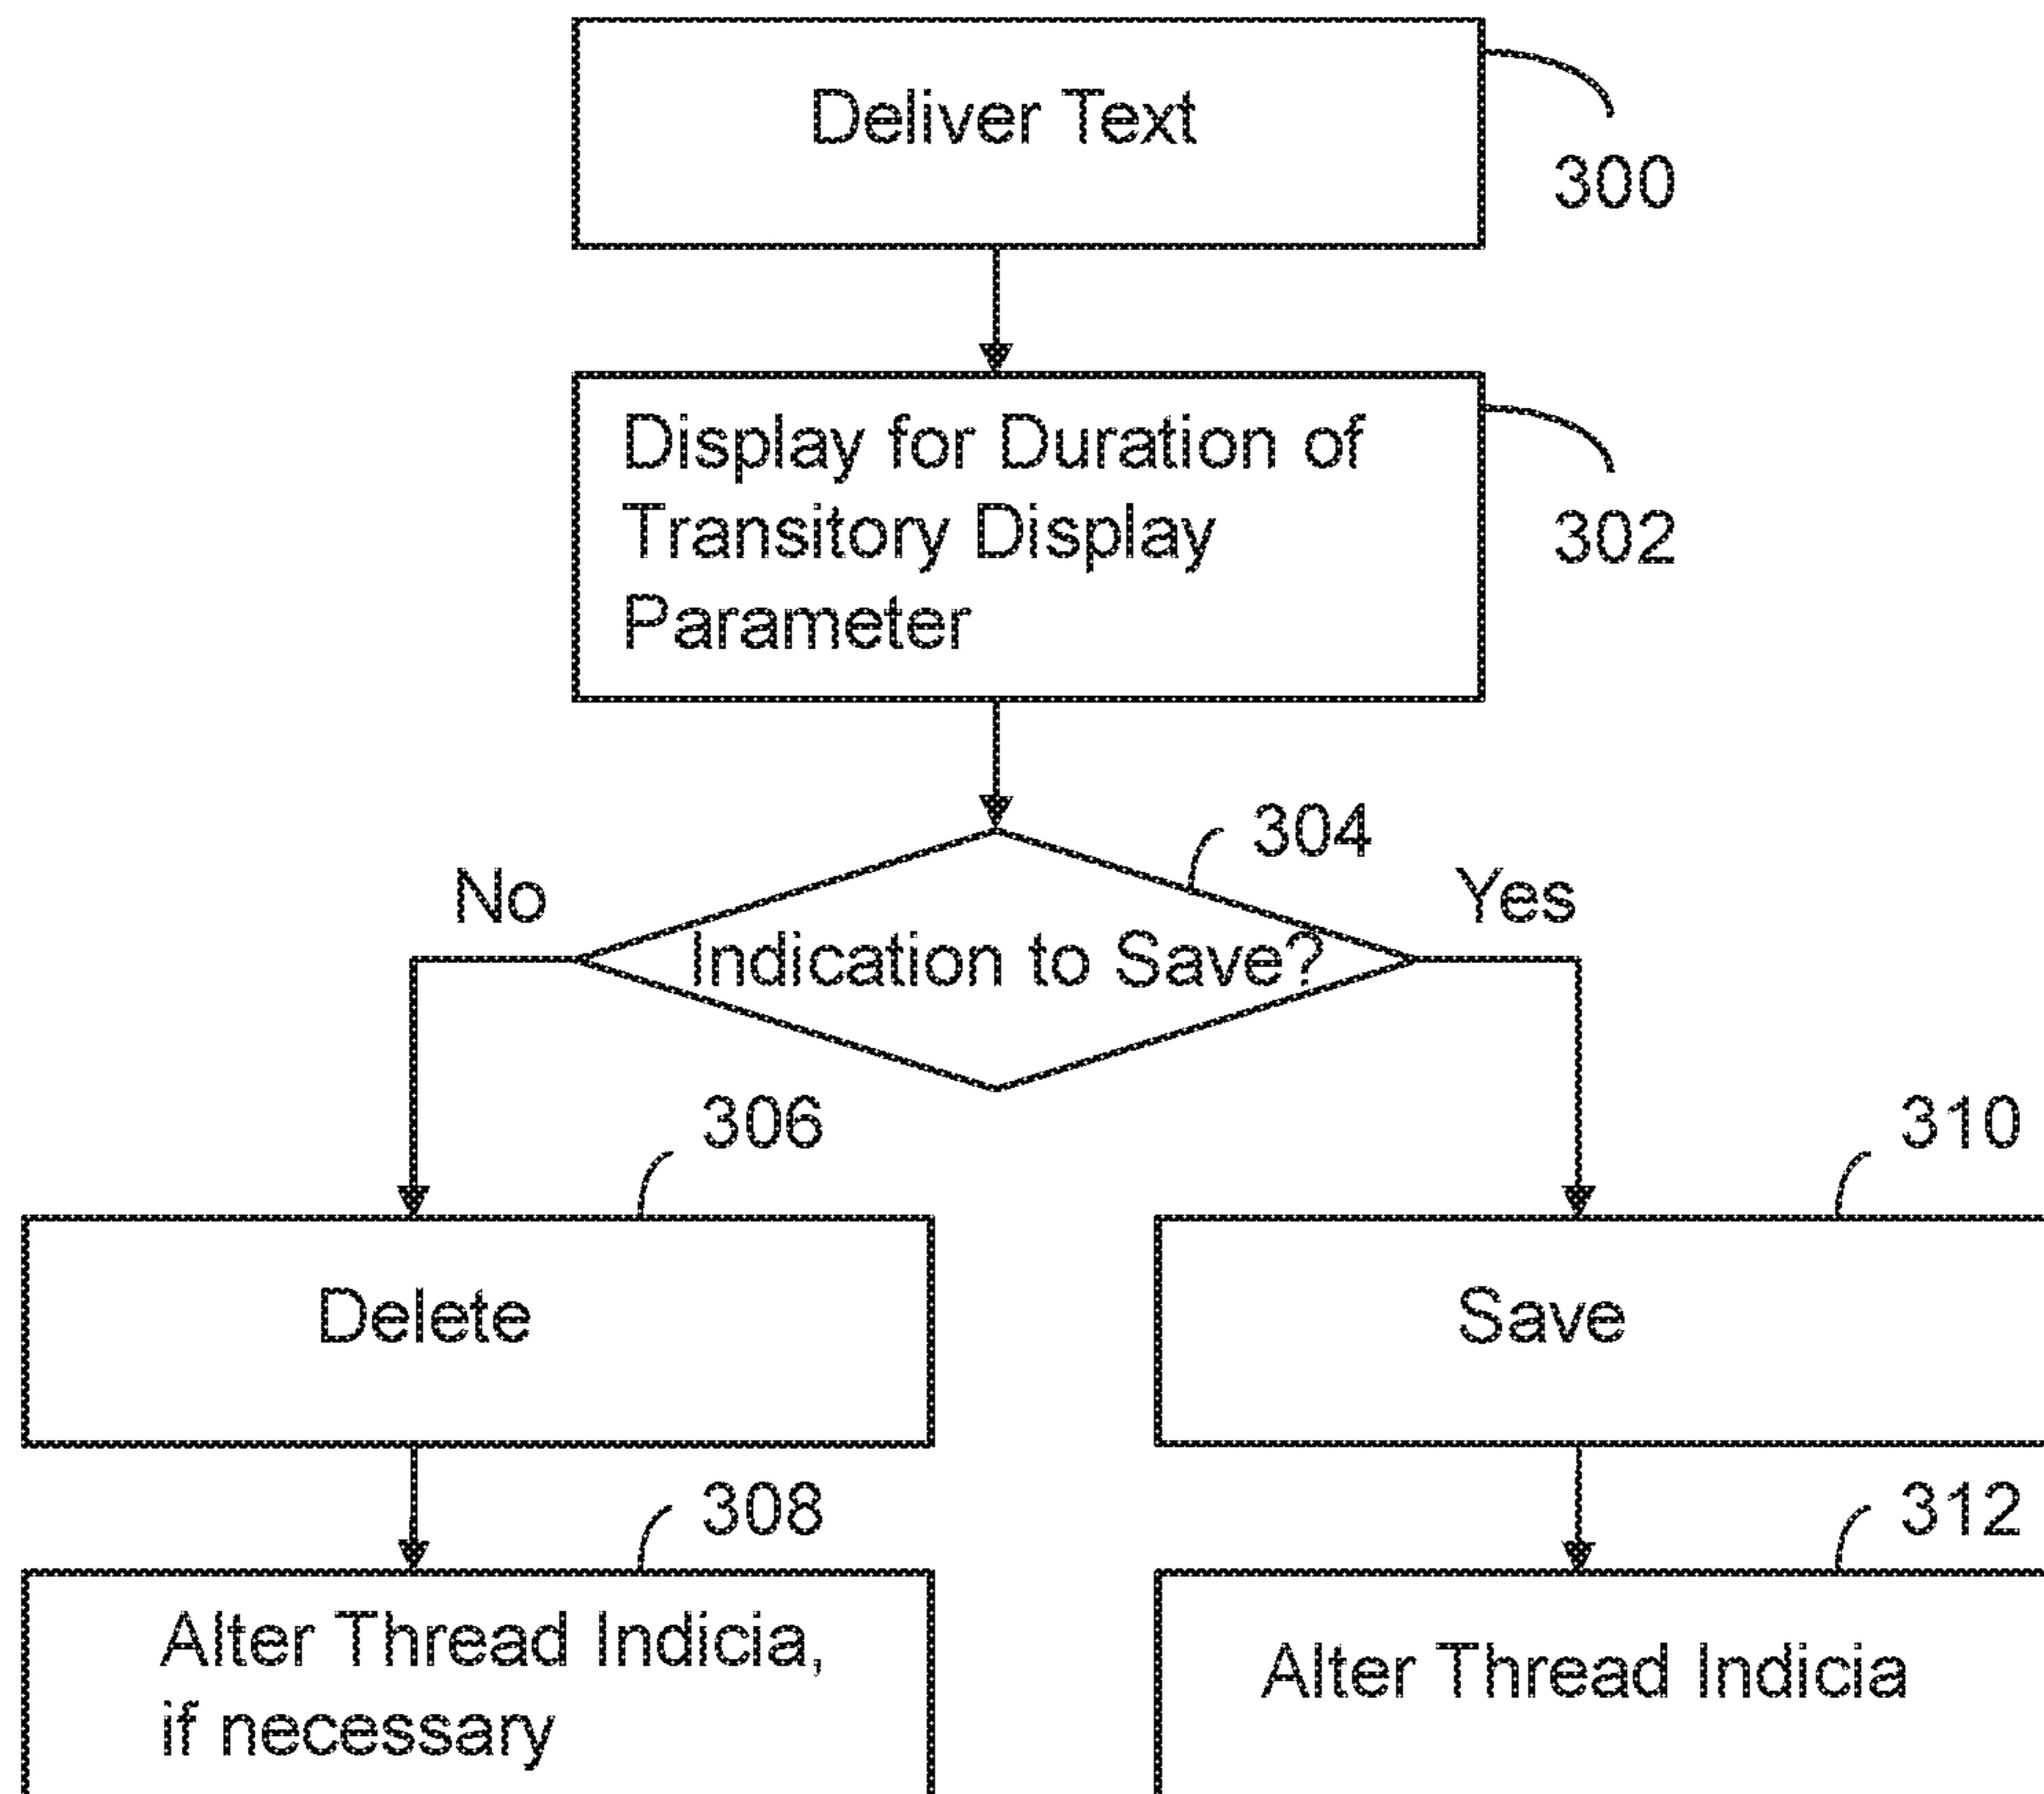 Deliver Text
300
Display for Duration of
Transitory Display
Parameter
302
304
No
Yes
Indication to Save?
306
310
Delete
Save
308
312
Alter Thread Indicia,
if necessary
Alter Thread Indicia